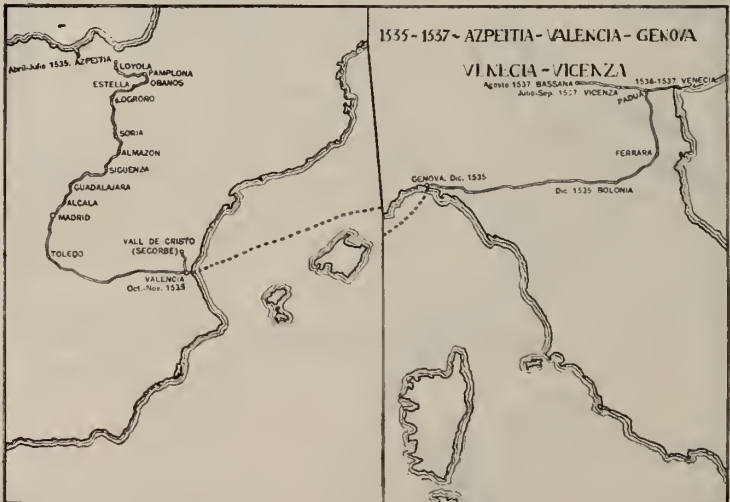 1535-1537~AZPEITIA-VALENCIA-GENOVA
VENECIA-VICENZA
Abril-Julio 1535. AZPEITIA
LOYOLA
PAMPLONA
OBANOS
ESTELLA
LOGROÑO
SORIA
ALMAZON
SIGUENZA
GUADALAJARA
ALCALA
MADRID
TOLEDO
VALL DE CRISTO
(SEGORBE)
VALENCIA
Oct.-Nov. 1535
Agosto 1537 BASSANA
Julio-Sep. 1537 VICENZA
1536-1537 VENECIA
PADUA
FERRARA
GENOVA, Dic. 1535
Dic 1535 BOLONIA